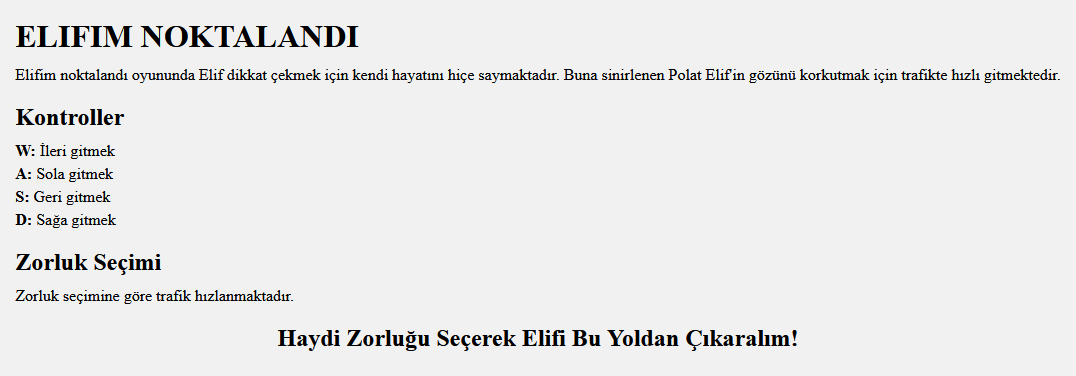 ELIFIM NOKTALANDI
Elifim noktalandı oyununda Elif dikkat çekmek için kendi hayatını hiçe saymaktadır. Buna sinirlenen Polat Elif'in gözünü korkutmak için trafikte hızlı gitmektedir.
Kontroller
W: İleri gitmek
A: Sola gitmek
S: Geri gitmek
D: Sağa gitmek
Zorluk Seçimi
Zorluk seçimine göre trafik hızlanmaktadır.
Haydi Zorluğu Seçerek Elifi Bu Yoldan Çıkaralım!